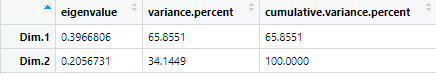 eigenvalue variance.percent cumulative.variance.percent
Dim.1 0.3966806 65.8551 65.8551
Dim.2 0.2056731 34.1449 100.0000